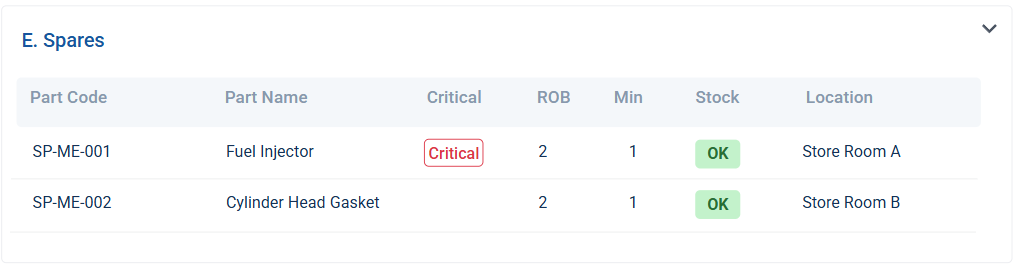 E. Spares
Part Code Part Name Critical ROB Min Stock Location
SP-ME-001 Fuel Injector Critical 2 1 OK Store Room A
SP-ME-002 Cylinder Head Gasket 2 1 OK Store Room B